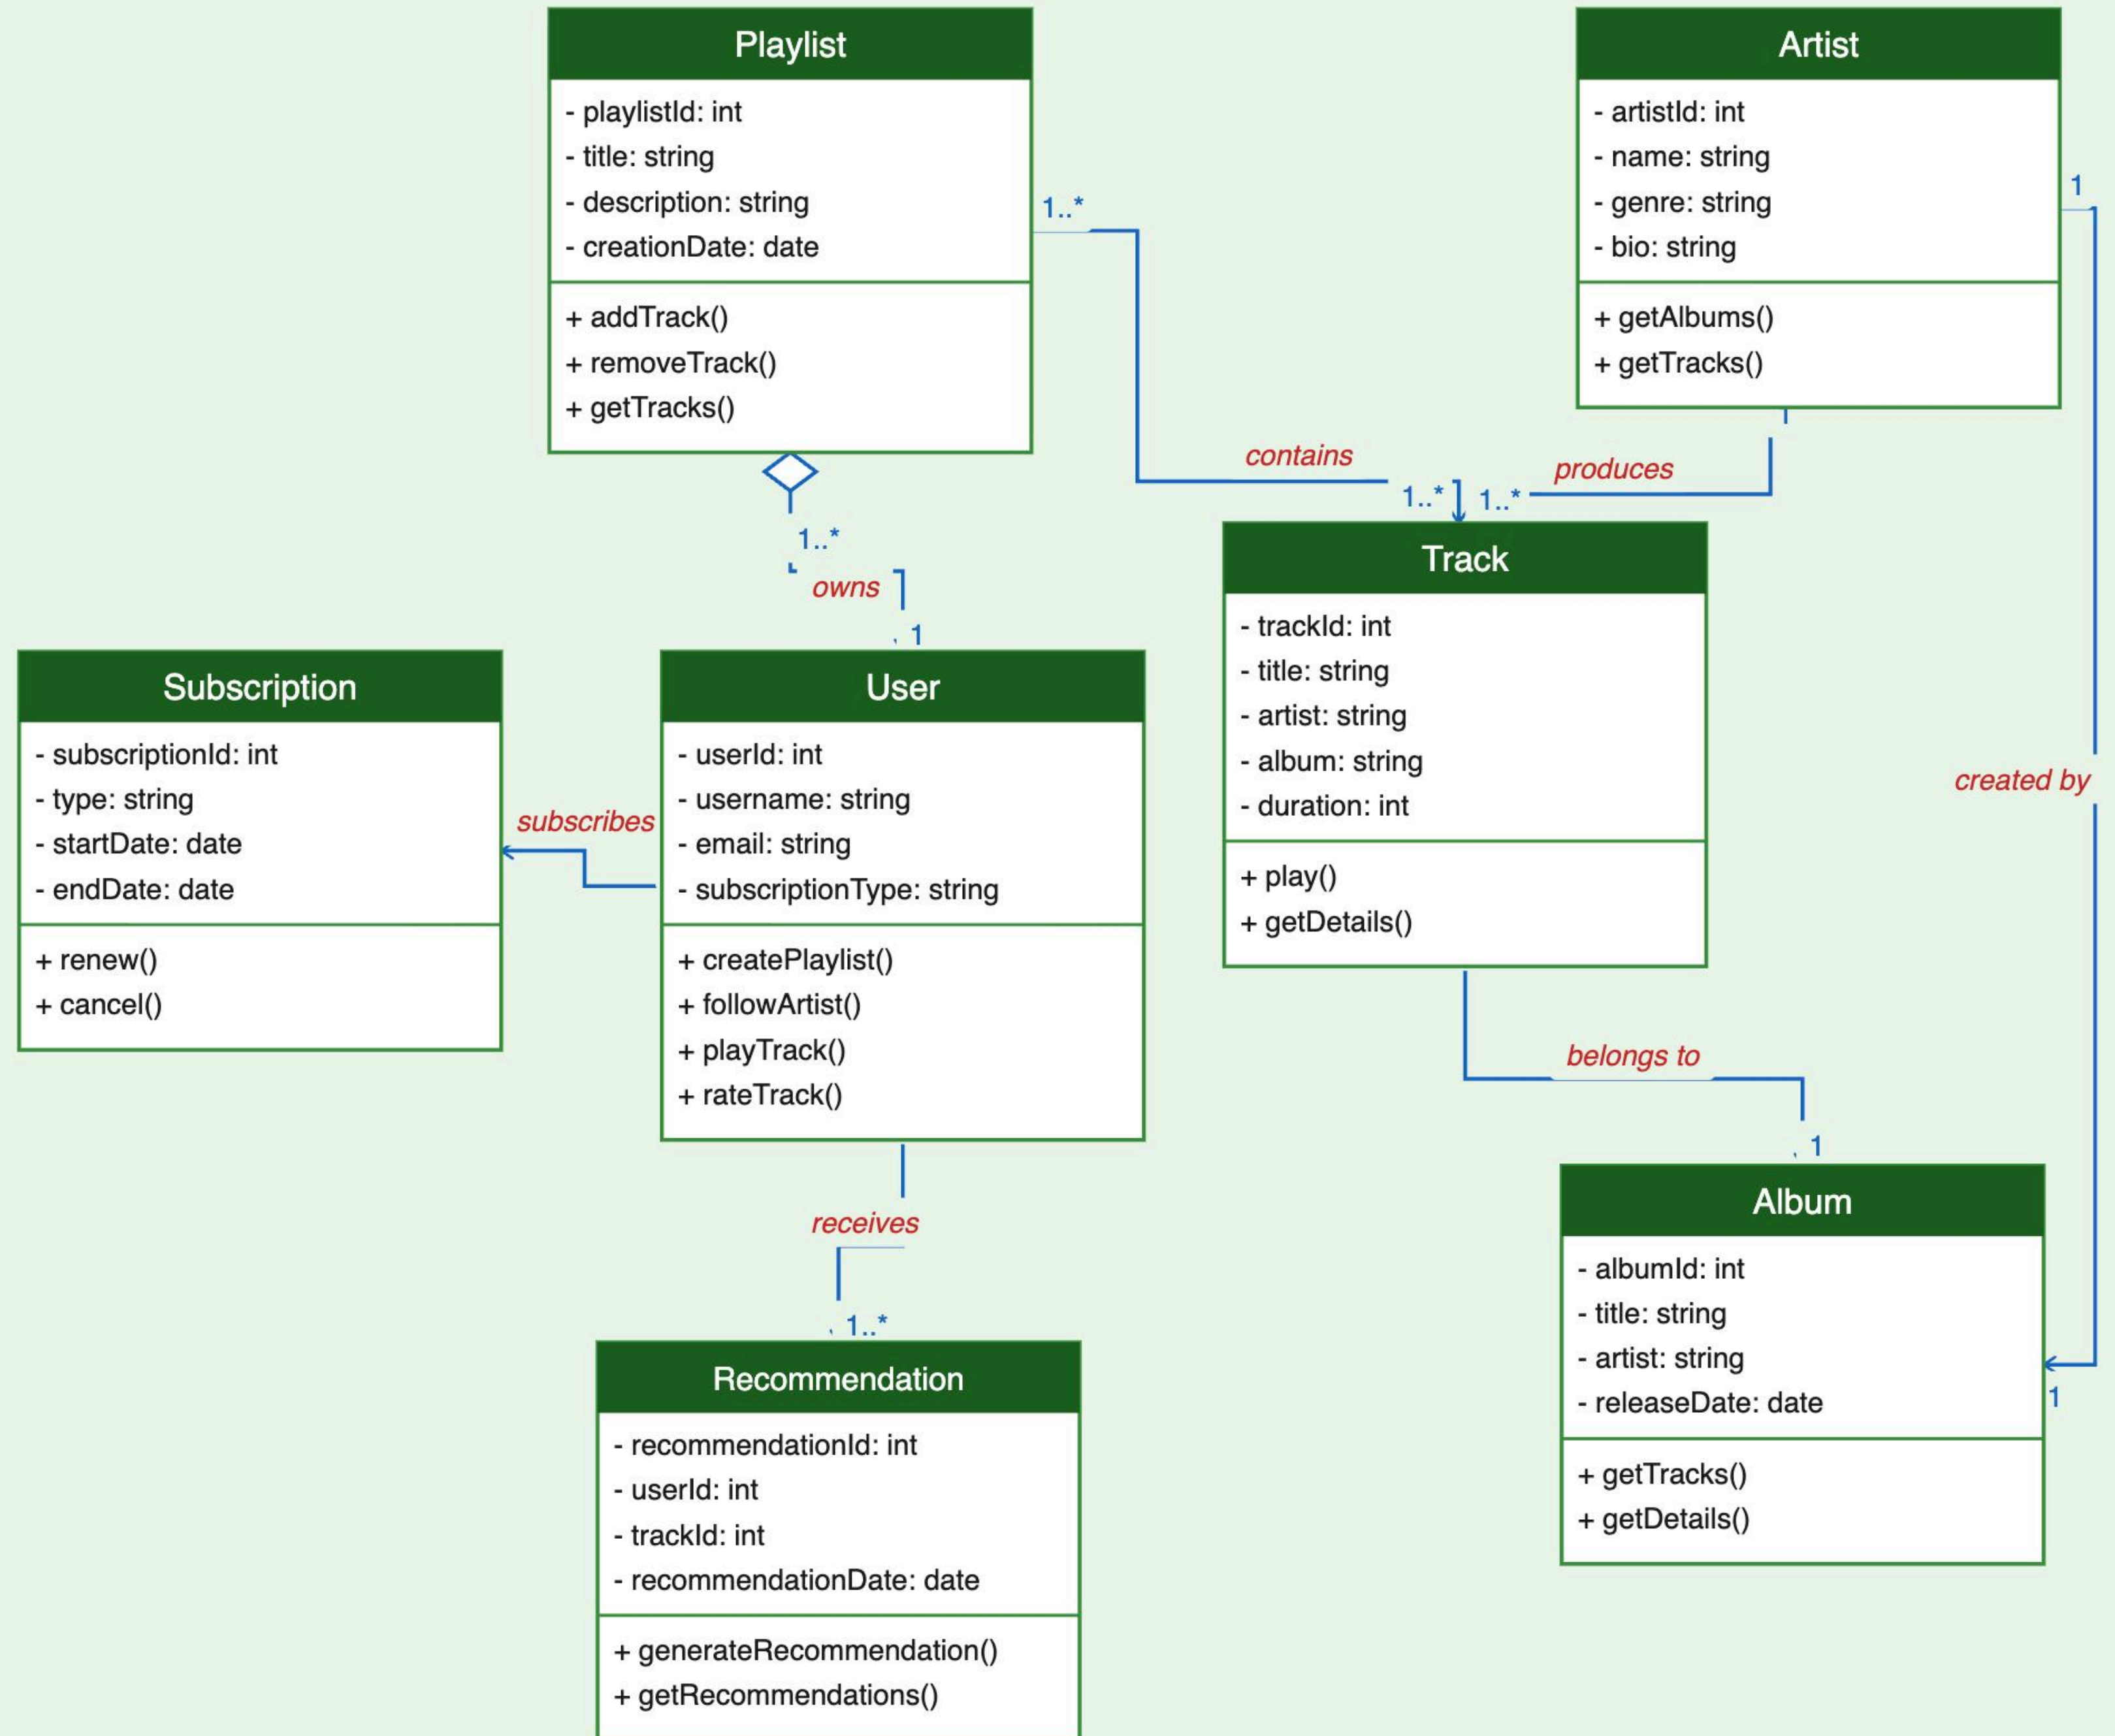 Playlist
- playlistId: int
- title: string
- description: string
- creationDate: date
+ addTrack()
+ removeTrack()
+ getTracks()
Artist
- artistId: int
- name: string
- genre: string
- bio: string
+ getAlbums()
+ getTracks()
1..*
1
contains
produces
1..*
1..*
1..*
owns
1
Subscription
- subscriptionId: int
- type: string
- startDate: date
- endDate: date
+ renew()
+ cancel()
subscribes
User
- userId: int
- username: string
- email: string
- subscriptionType: string
+ createPlaylist()
+ followArtist()
+ playTrack()
+ rateTrack()
Track
- trackId: int
- title: string
- artist: string
- album: string
- duration: int
+ play()
+ getDetails()
created by
belongs to
1
receives
1..*
Recommendation
- recommendationId: int
- userId: int
- trackId: int
- recommendationDate: date
+ generateRecommendation()
+ getRecommendations()
Album
- albumId: int
- title: string
- artist: string
- releaseDate: date
+ getTracks()
+ getDetails()
1